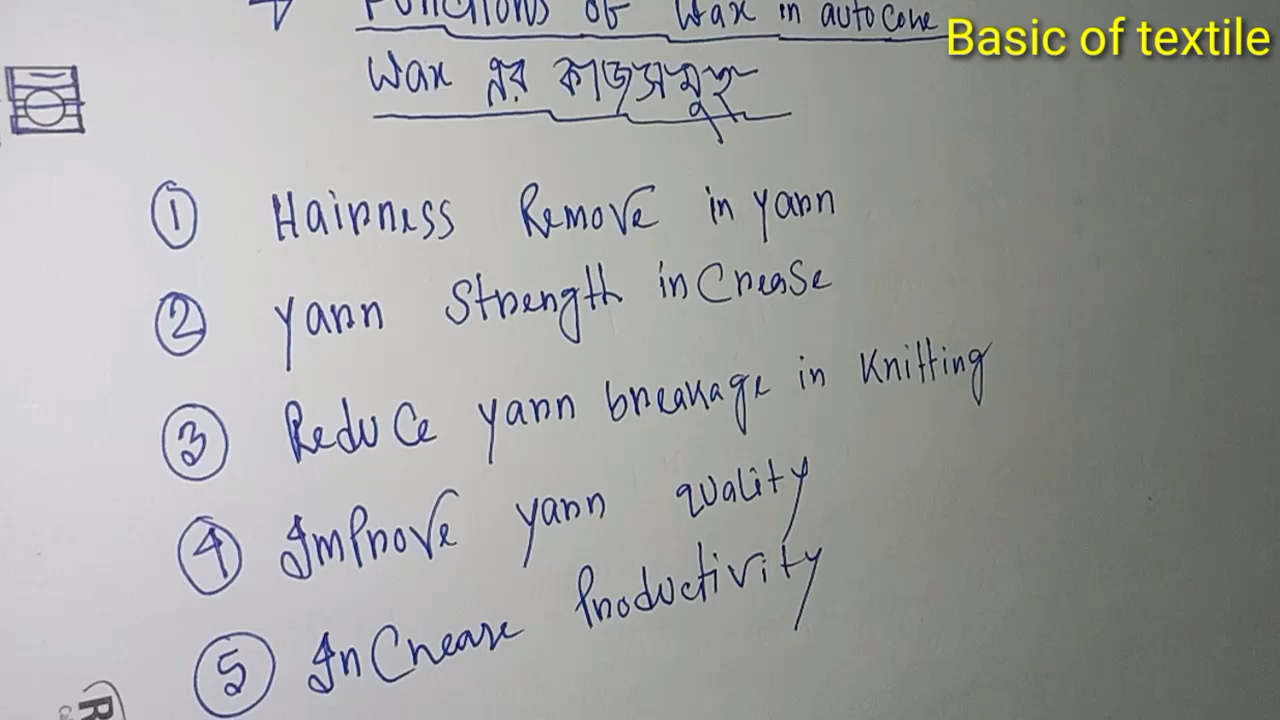 Functions of Wax in autocone
Basic of textile
Wax এর কাজসমূহ
① Hairness Remove in yarn
② Yarn Strength increase
③ Reduce yarn breakage in knitting
④ Improve yarn quality
⑤ Increase Productivity
R